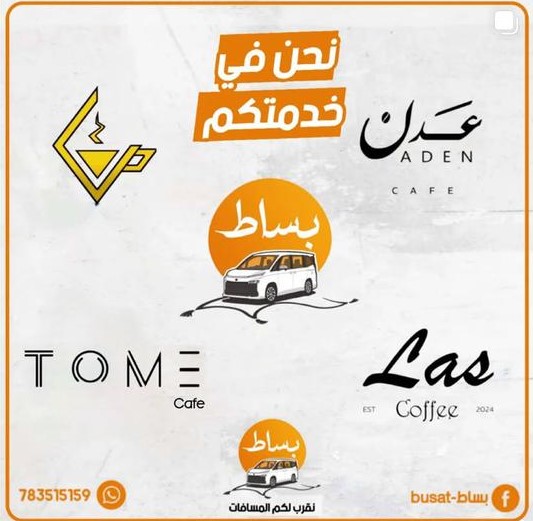 نحن في
خدمتكم
عدن
ADEN
CAFE
بساط
TOME
Cafe
Las
EST Coffee 2024
بساط
نقرب لكم المسافات
783515159
busat-بساط